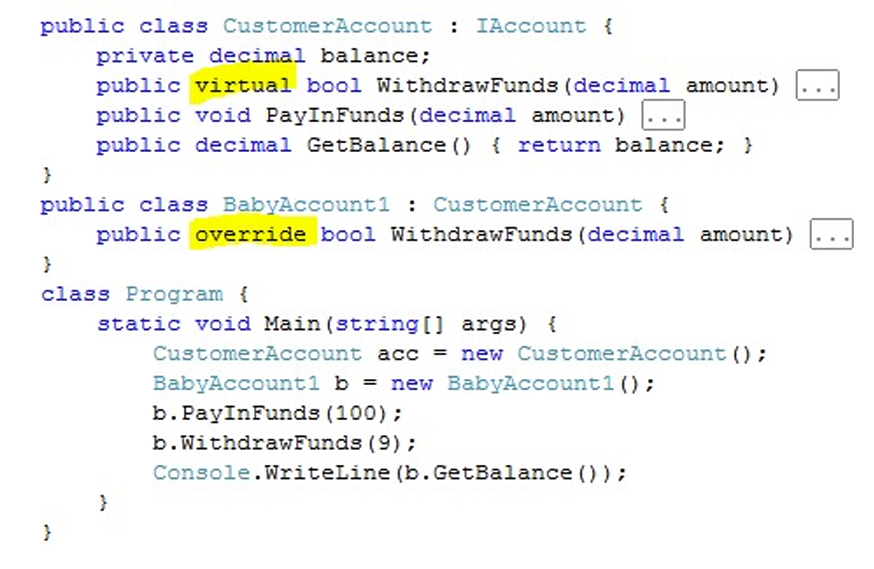 public class CustomerAccount : IAccount {
    private decimal balance;
    public virtual bool WithdrawFunds(decimal amount) ...
    public void PayInFunds(decimal amount) ...
    public decimal GetBalance() { return balance; }
}
public class BabyAccount1 : CustomerAccount {
    public override bool WithdrawFunds(decimal amount) ...
}
class Program {
    static void Main(string[] args) {
        CustomerAccount acc = new CustomerAccount();
        BabyAccount1 b = new BabyAccount1();
        b.PayInFunds(100);
        b.WithdrawFunds(9);
        Console.WriteLine(b.GetBalance());
    }
}